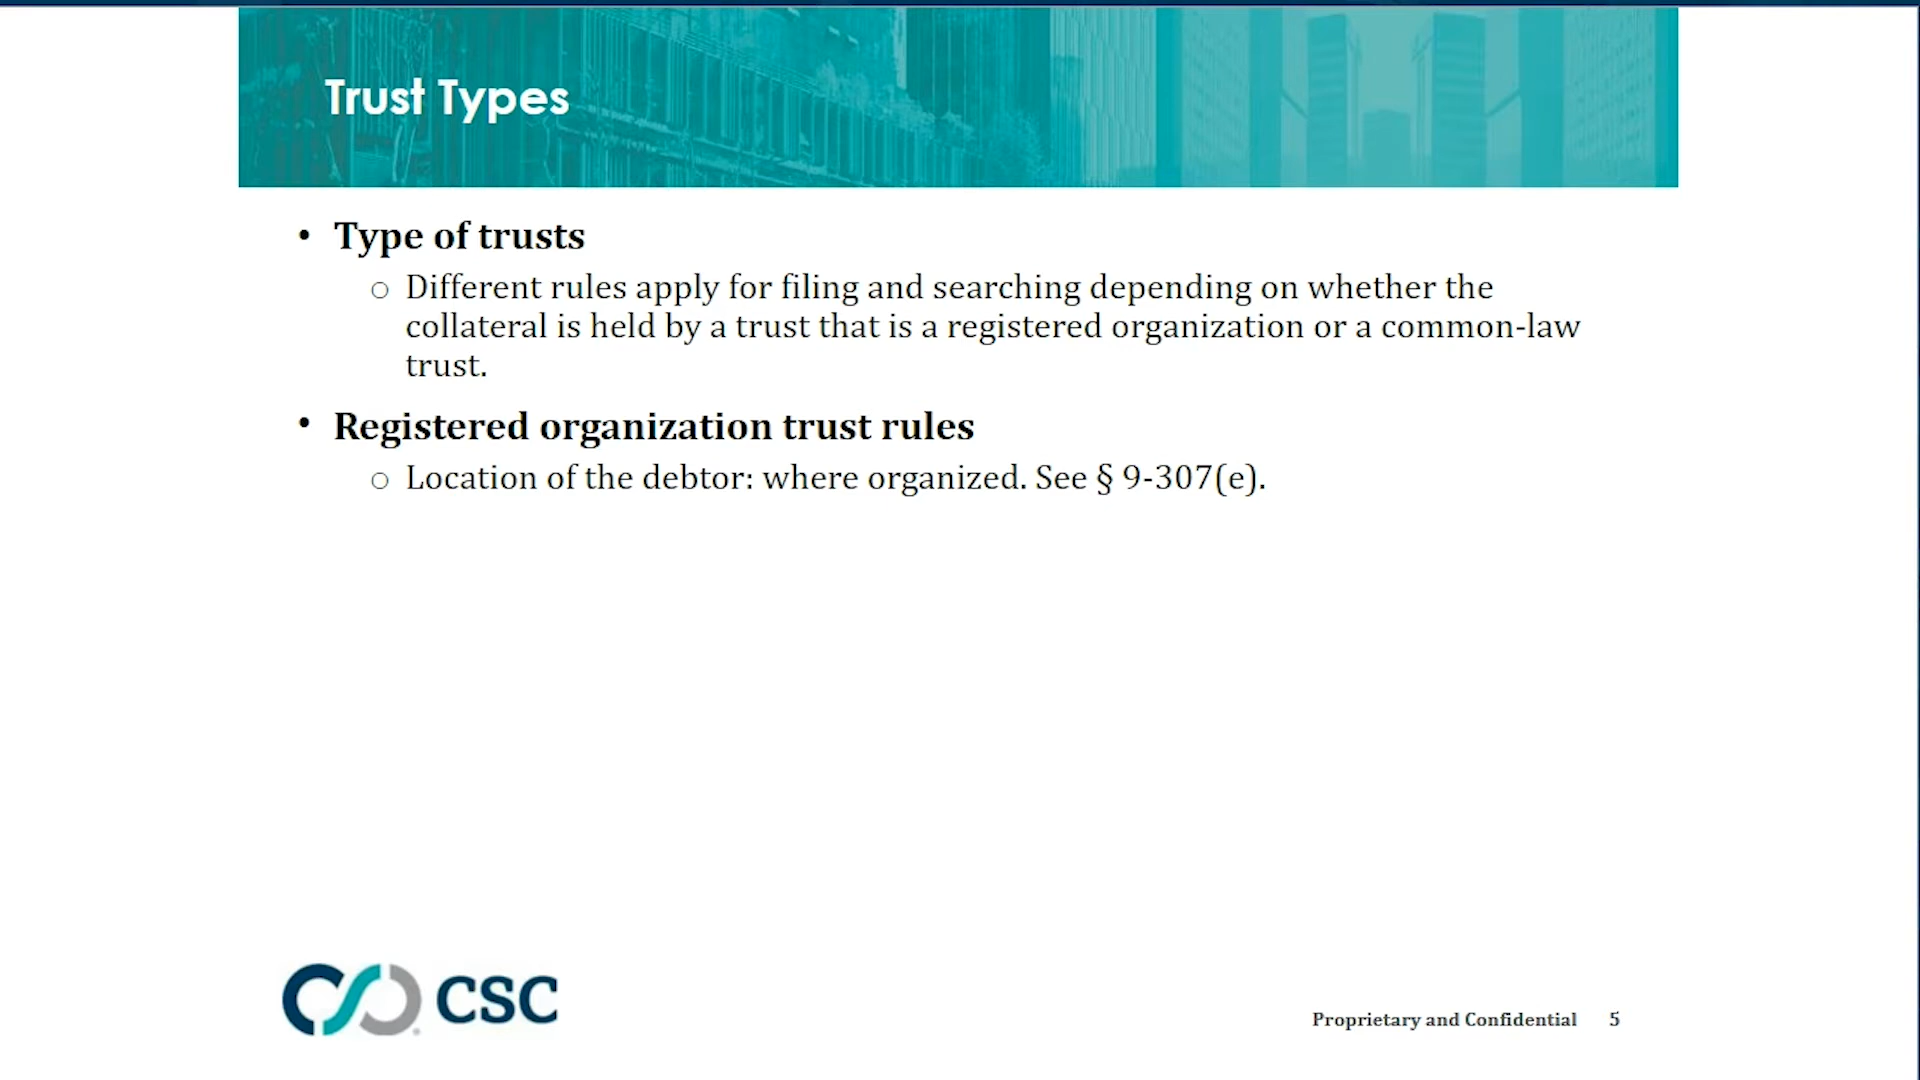 Trust Types
• Type of trusts
○ Different rules apply for filing and searching depending on whether the
collateral is held by a trust that is a registered organization or a common-law
trust.
• Registered organization trust rules
○ Location of the debtor: where organized. See § 9-307(e).
CSC
Proprietary and Confidential 5